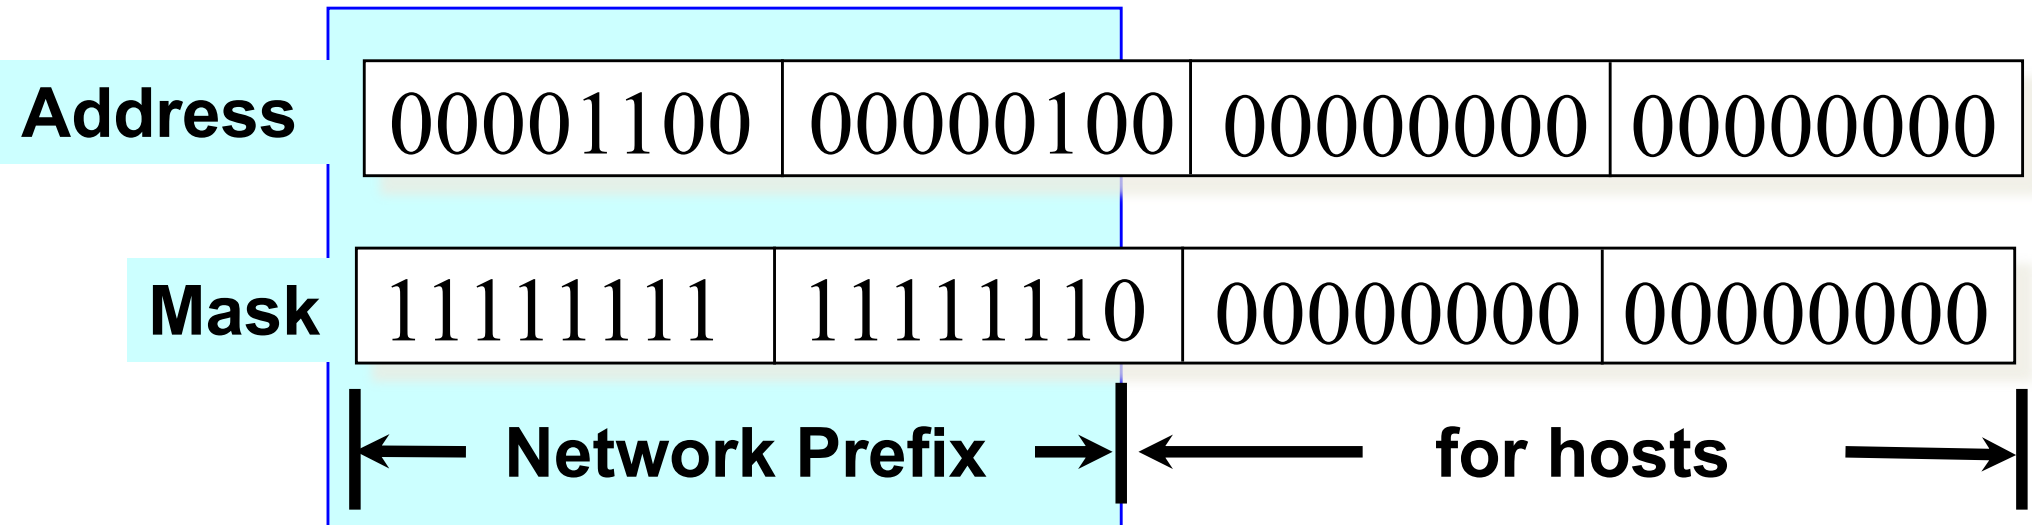 Address 00001100 00000100 00000000 00000000
Mask 11111111 11111110 00000000 00000000
Network Prefix for hosts